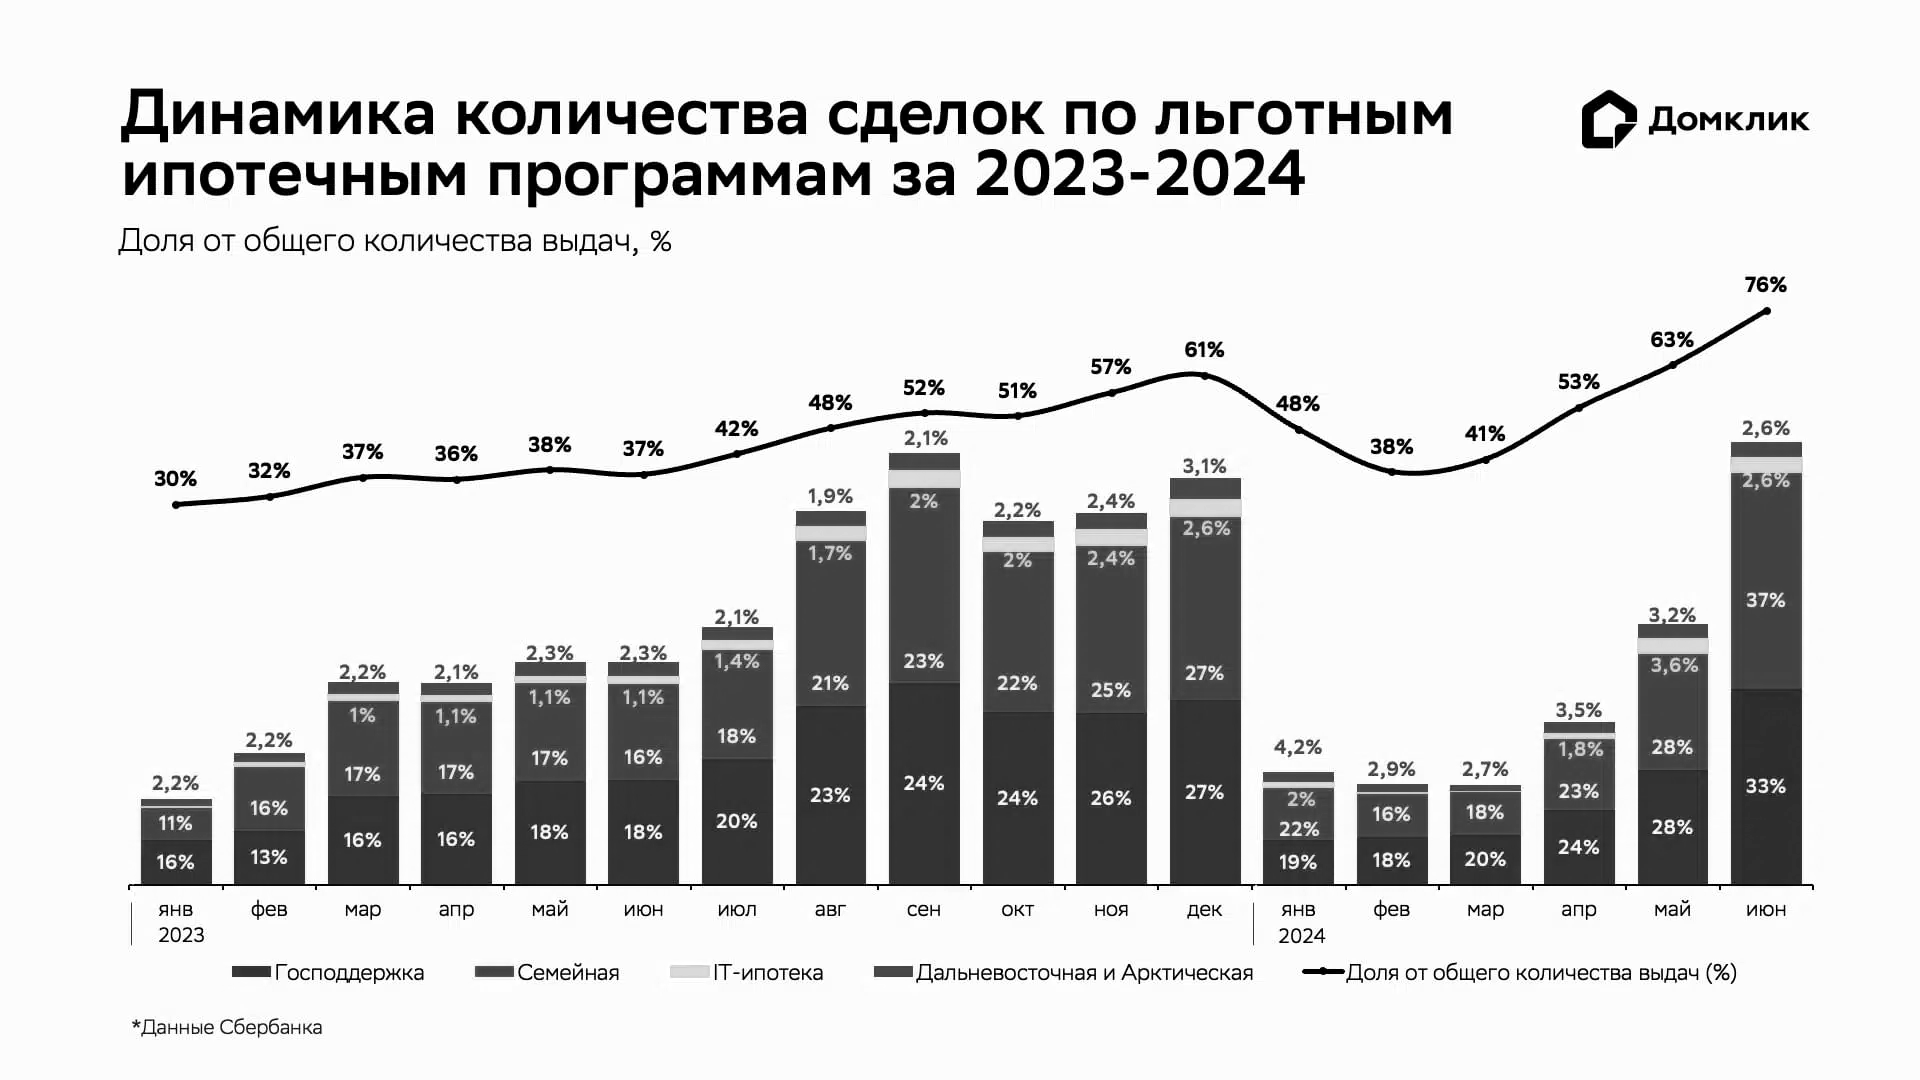 Динамика количества сделок по льготным
ипотечным программам за 2023-2024
Домклик
Доля от общего количества выдач, %
30% 32% 37% 36% 38% 37% 42% 48% 52% 51% 57% 61% 48% 38% 41% 53% 63% 76%
2,2% 2,2% 2,2% 2,1% 2,3% 2,3% 2,1% 1,9% 2,1% 2,2% 2,4% 3,1% 4,2% 2,9% 2,7% 3,5% 3,2% 2,6%
1% 1,1% 1,1% 1,1% 1,4% 1,7% 2% 2% 2,4% 2,6% 2% 1,8% 3,6% 2,6%
11% 16% 17% 17% 17% 16% 18% 21% 23% 22% 25% 27% 22% 16% 18% 23% 28% 37%
16% 13% 16% 16% 18% 18% 20% 23% 24% 24% 26% 27% 19% 18% 20% 24% 28% 33%
янв фев мар апр май июн июл авг сен окт ноя дек янв фев мар апр май июн
2023 2024
Господдержка Семейная IT-ипотека Дальневосточная и Арктическая Доля от общего количества выдач (%)
*Данные Сбербанка